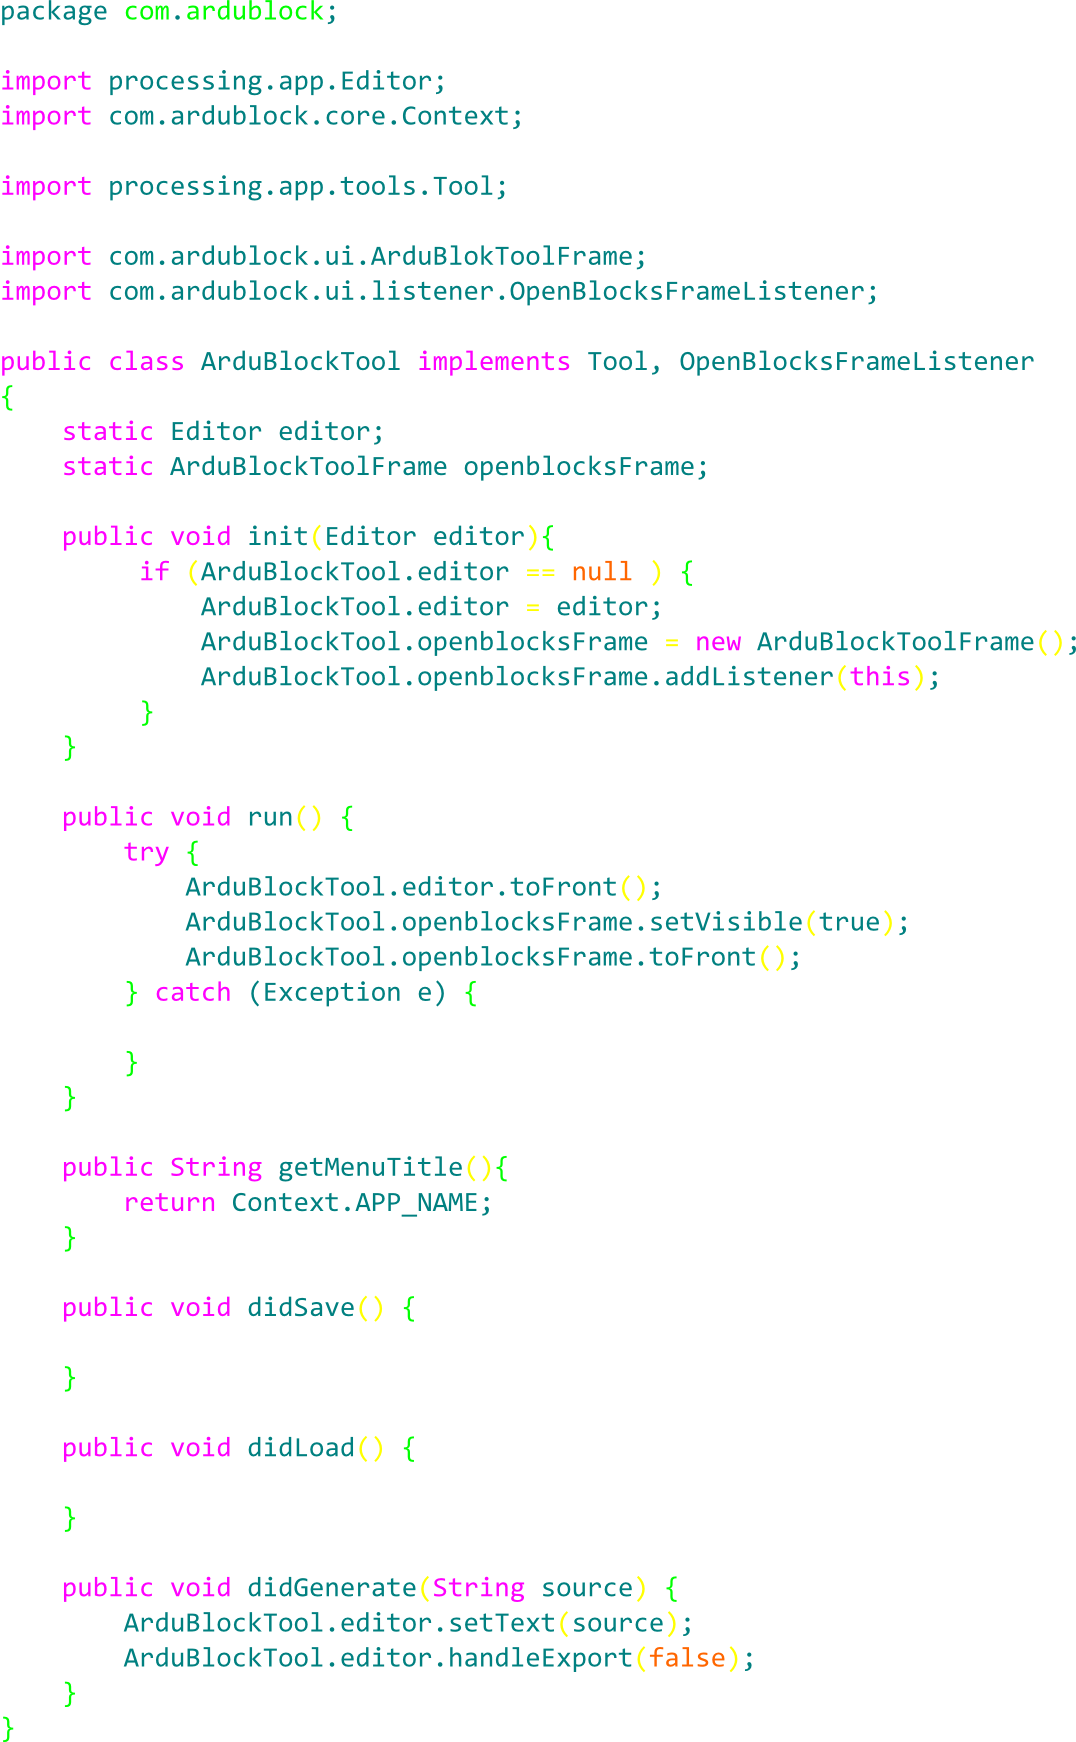 package com.ardublock;

import processing.app.Editor;
import com.ardublock.core.Context;

import processing.app.tools.Tool;

import com.ardublock.ui.ArduBlokToolFrame;
import com.ardublock.ui.listener.OpenBlocksFrameListener;

public class ArduBlockTool implements Tool, OpenBlocksFrameListener
{
    static Editor editor;
    static ArduBlockToolFrame openblocksFrame;

    public void init(Editor editor){
         if (ArduBlockTool.editor == null ) {
             ArduBlockTool.editor = editor;
             ArduBlockTool.openblocksFrame = new ArduBlockToolFrame();
             ArduBlockTool.openblocksFrame.addListener(this);
         }
    }

    public void run() {
        try {
            ArduBlockTool.editor.toFront();
            ArduBlockTool.openblocksFrame.setVisible(true);
            ArduBlockTool.openblocksFrame.toFront();
        } catch (Exception e) {

        }
    }

    public String getMenuTitle(){
        return Context.APP_NAME;
    }

    public void didSave() {

    }

    public void didLoad() {

    }

    public void didGenerate(String source) {
        ArduBlockTool.editor.setText(source);
        ArduBlockTool.editor.handleExport(false);
    }
}